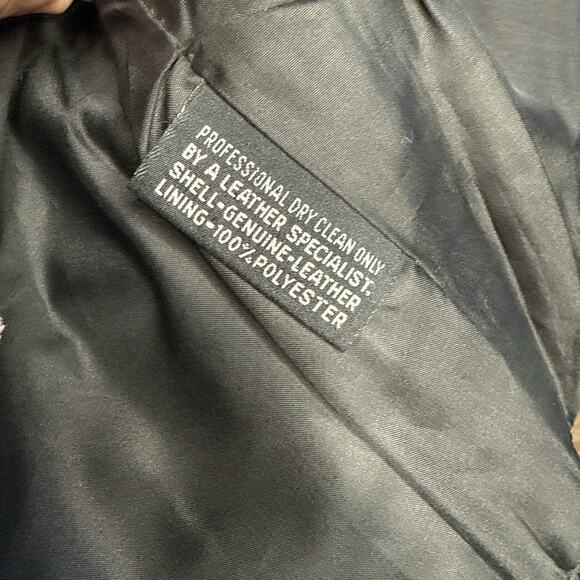 PROFESSIONAL DRY CLEAN ONLY
BY A LEATHER SPECIALIST.
SHELL-GENUINE-LEATHER
LINING-100%POLYESTER